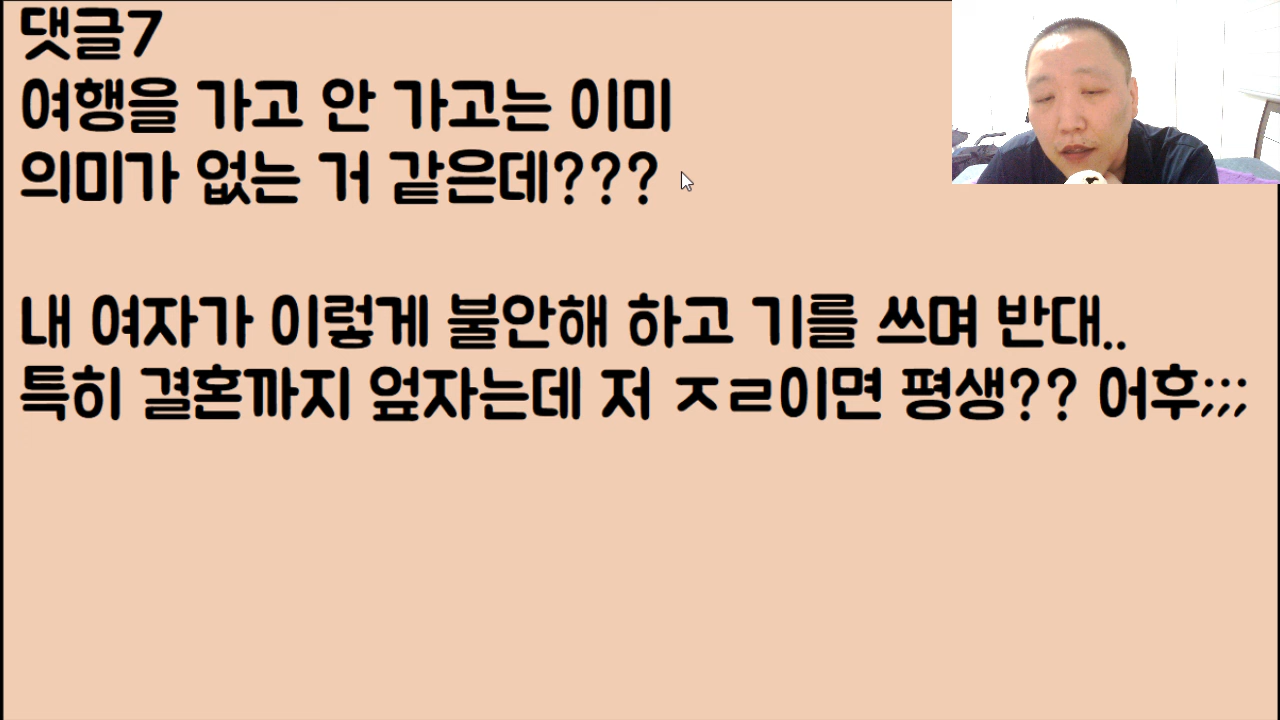 댓글7
여행을 가고 안 가고는 이미
의미가 없는 거 같은데???
내 여자가 이렇게 불안해 하고 기를 쓰며 반대..
특히 결혼까지 엎자는데 저 ㅈㄹ이면 평생?? 어후;;;